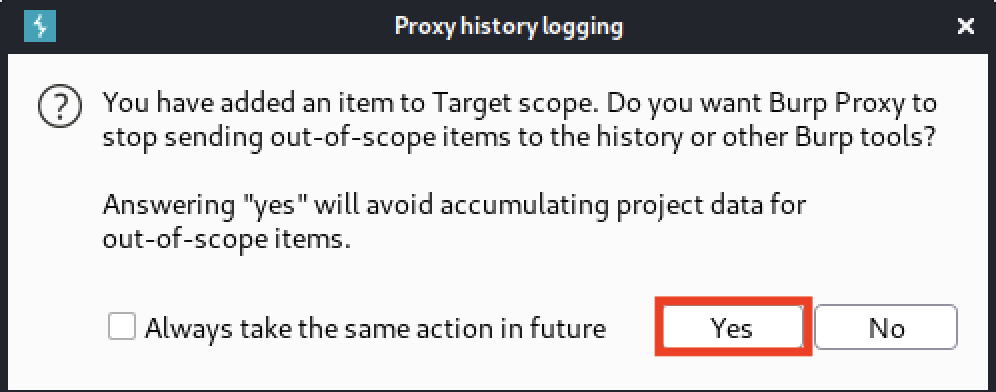 Proxy history logging
You have added an item to Target scope. Do you want Burp Proxy to
stop sending out-of-scope items to the history or other Burp tools?
Answering "yes" will avoid accumulating project data for
out-of-scope items.
Always take the same action in future
Yes
No